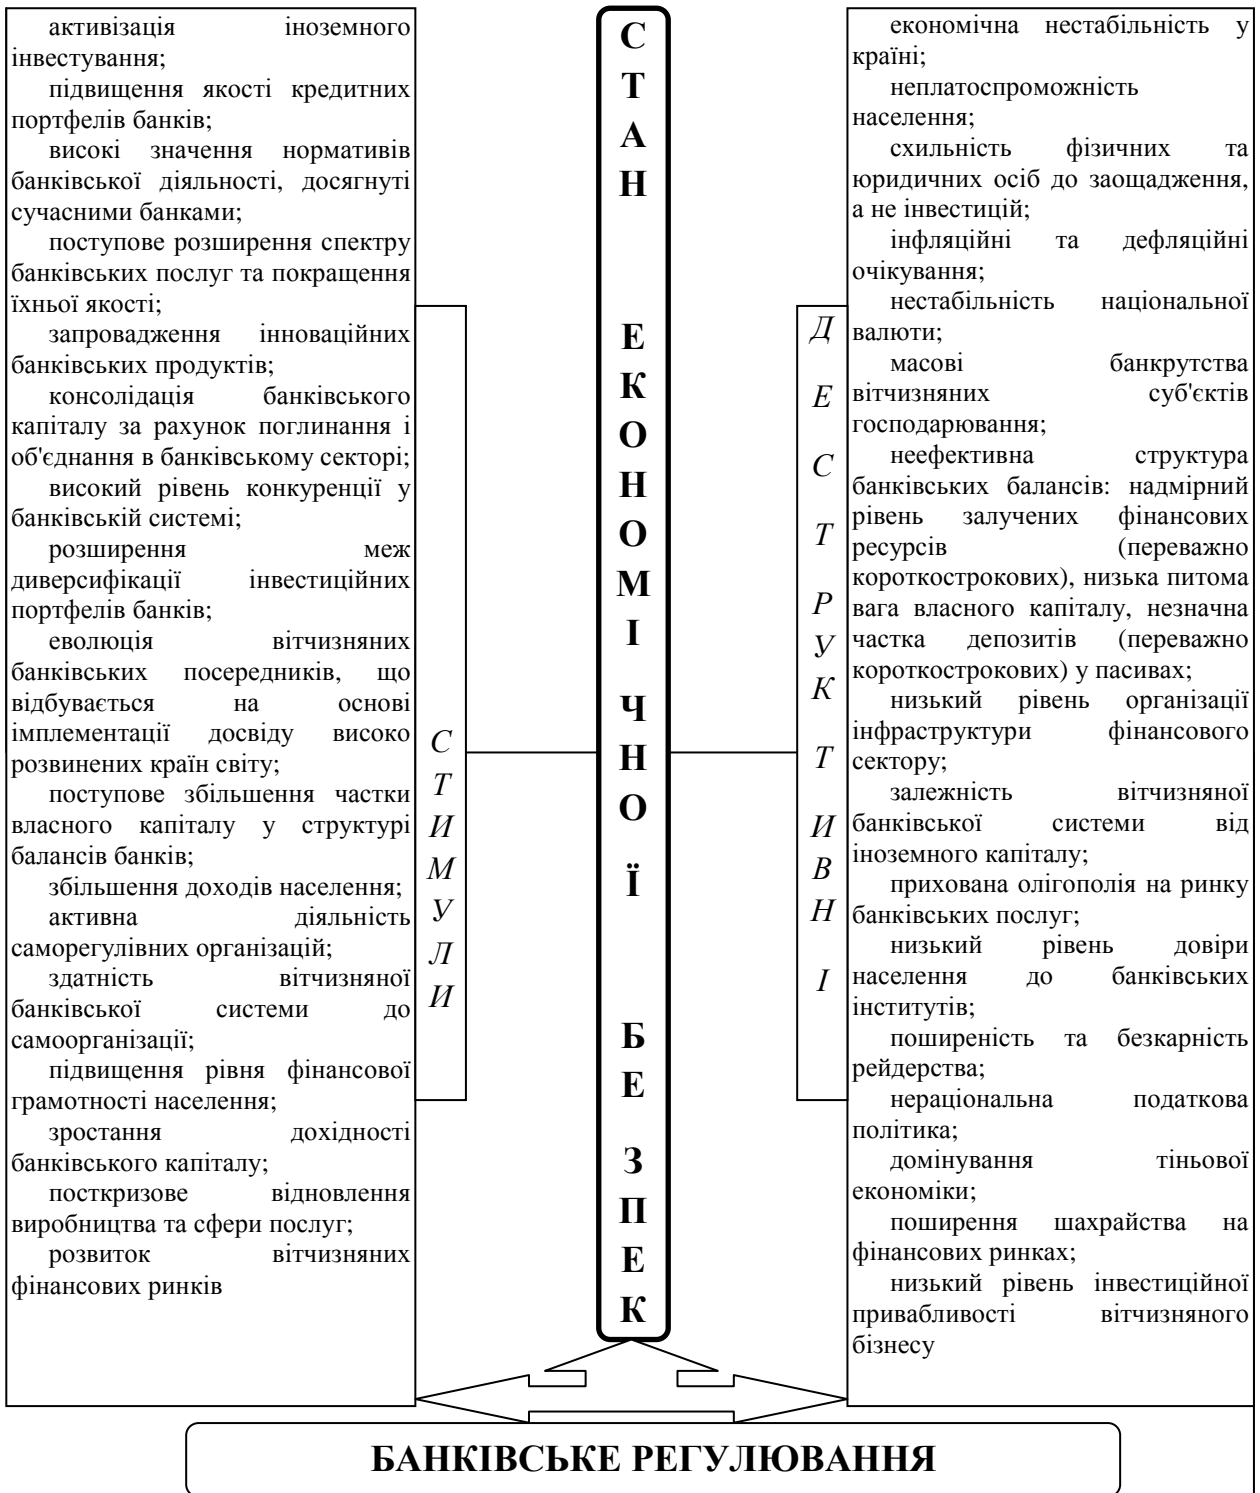 активізація іноземного
інвестування;
підвищення якості кредитних
портфелів банків;
високі значення нормативів
банківської діяльності, досягнуті
сучасними банками;
поступове розширення спектру
банківських послуг та покращення
їхньої якості;
запровадження інноваційних
банківських продуктів;
консолідація банківського
капіталу за рахунок поглинання і
об'єднання в банківському секторі;
високий рівень конкуренції у
банківській системі;
розширення меж
диверсифікації інвестиційних
портфелів банків;
еволюція вітчизняних
банківських посередників, що
відбувається на основі
імплементації досвіду високо
розвинених країн світу;
поступове збільшення частки
власного капіталу у структурі
балансів банків;
збільшення доходів населення;
активна діяльність
саморегулівних організацій;
здатність вітчизняної
банківської системи до
самоорганізації;
підвищення рівня фінансової
грамотності населення;
зростання дохідності
банківського капіталу;
посткризове відновлення
виробництва та сфери послуг;
розвиток вітчизняних
фінансових ринків
СТИМУЛИ
СТАН ЕКОНОМІЧНОЇ БЕЗПЕК
ДЕСТРУКТИВНІ
економічна нестабільність у
країні;
неплатоспроможність
населення;
схильність фізичних та
юридичних осіб до заощадження,
а не інвестицій;
інфляційні та дефляційні
очікування;
нестабільність національної
валюти;
масові банкрутства
вітчизняних суб'єктів
господарювання;
неефективна структура
банківських балансів: надмірний
рівень залучених фінансових
ресурсів (переважно
короткострокових), низька питома
вага власного капіталу, незначна
частка депозитів (переважно
короткострокових) у пасивах;
низький рівень організації
інфраструктури фінансового
сектору;
залежність вітчизняної
банківської системи від
іноземного капіталу;
прихована олігополія на ринку
банківських послуг;
низький рівень довіри
населення до банківських
інститутів;
поширеність та безкарність
рейдерства;
нераціональна податкова
політика;
домінування тіньової
економіки;
поширення шахрайства на
фінансових ринках;
низький рівень інвестиційної
привабливості вітчизняного
бізнесу
БАНКІВСЬКЕ РЕГУЛЮВАННЯ